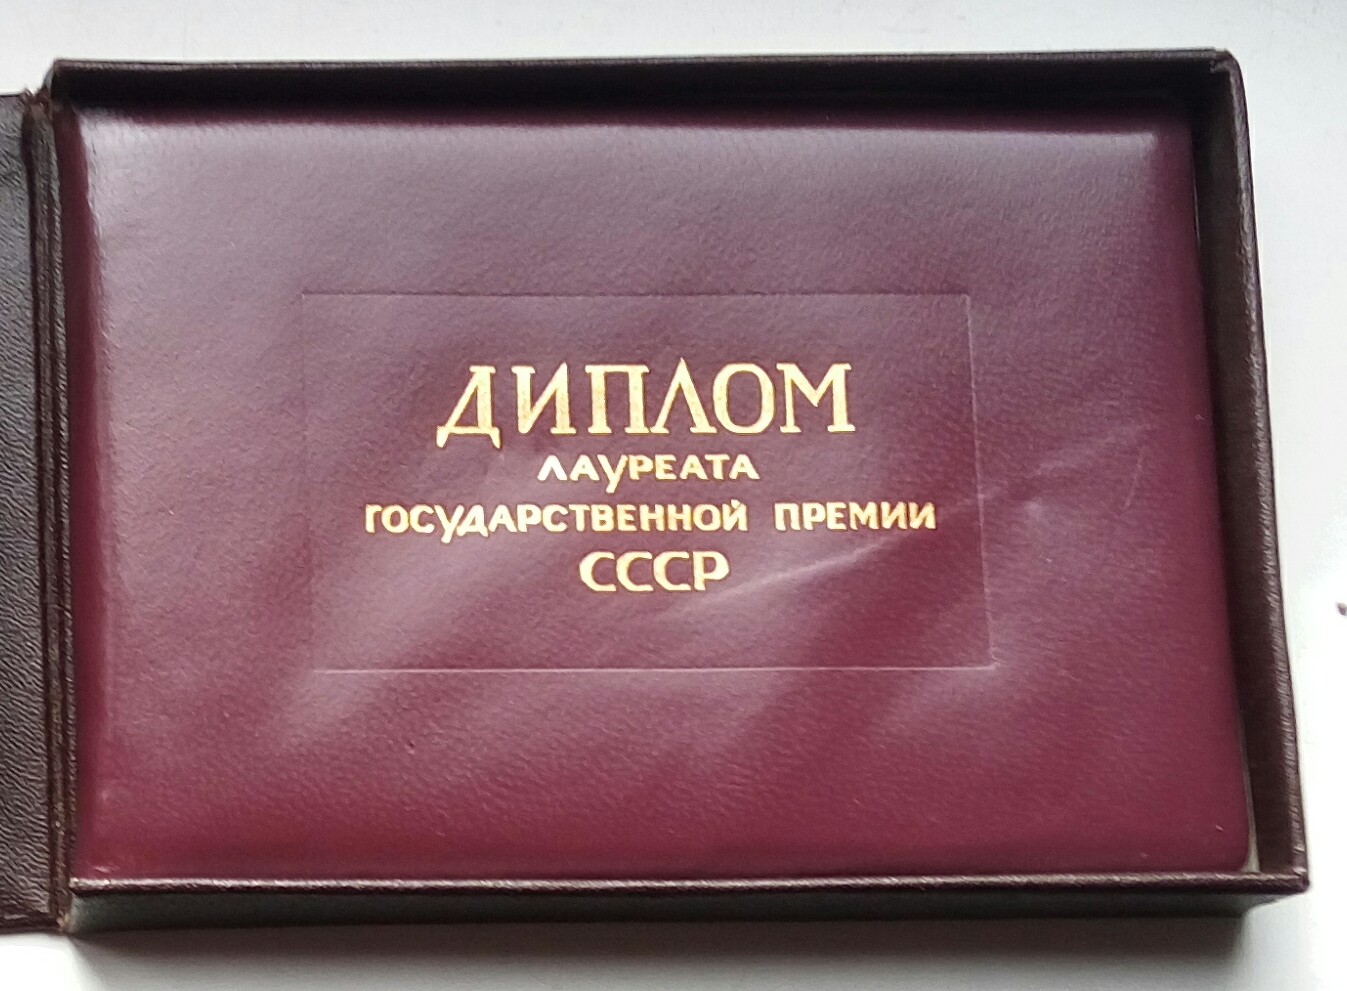 ДИПЛОМ
ЛАУРЕАТА
ГОСУДАРСТВЕННОЙ ПРЕМИИ
СССР